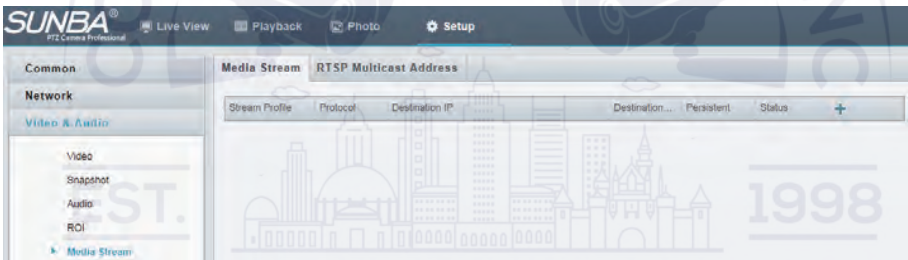 SUNBA®
PTZ Camera Professional
Live View Playback Photo Setup
Common
Network
Video & Audio
Video
Snapshot
Audio
ROI
Media Stream
Media Stream RTSP Multicast Address
Stream Profile Protocol Destination IP Destination... Persistent Status +
EST. 1998